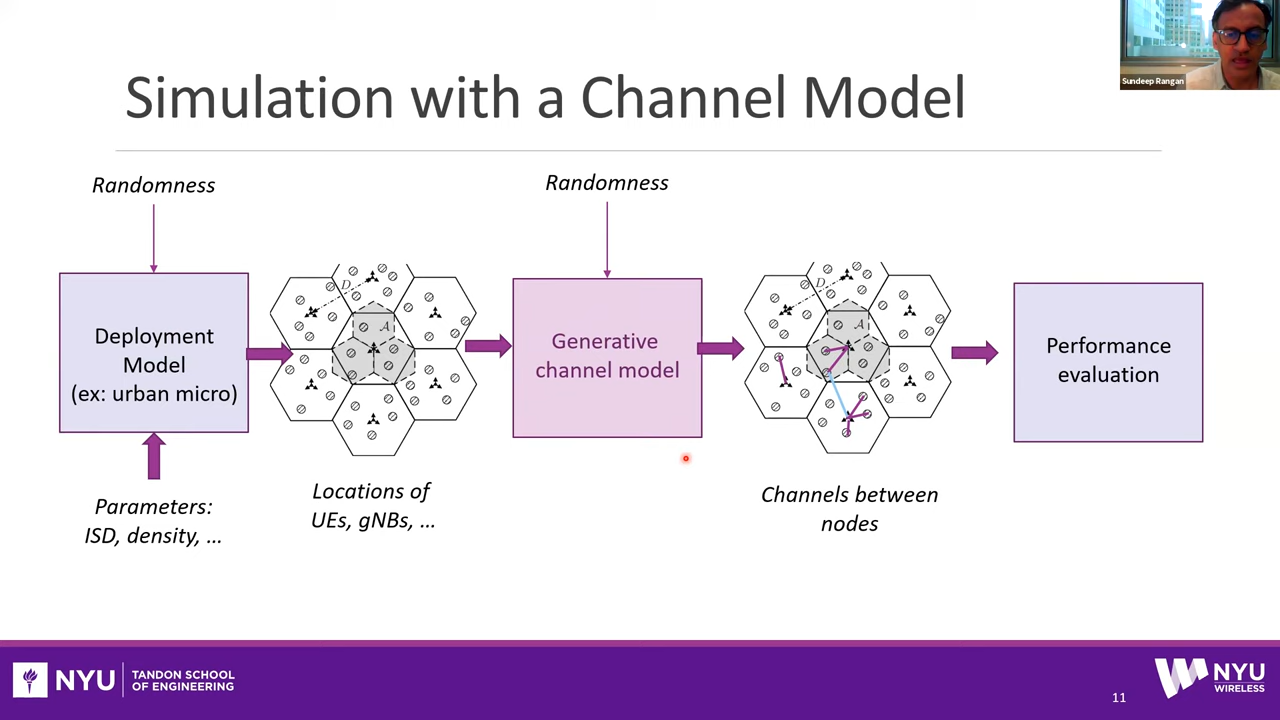 Sundeep Rangan
Simulation with a Channel Model
Randomness
Randomness
Deployment
Model
(ex: urban micro)
D
A
Generative
channel model
D
A
Performance
evaluation
Parameters:
ISD, density, ...
Locations of
UEs, gNBs, ...
Channels between
nodes
NYU
TANDON SCHOOL
OF ENGINEERING
11
NYU
WIRELESS